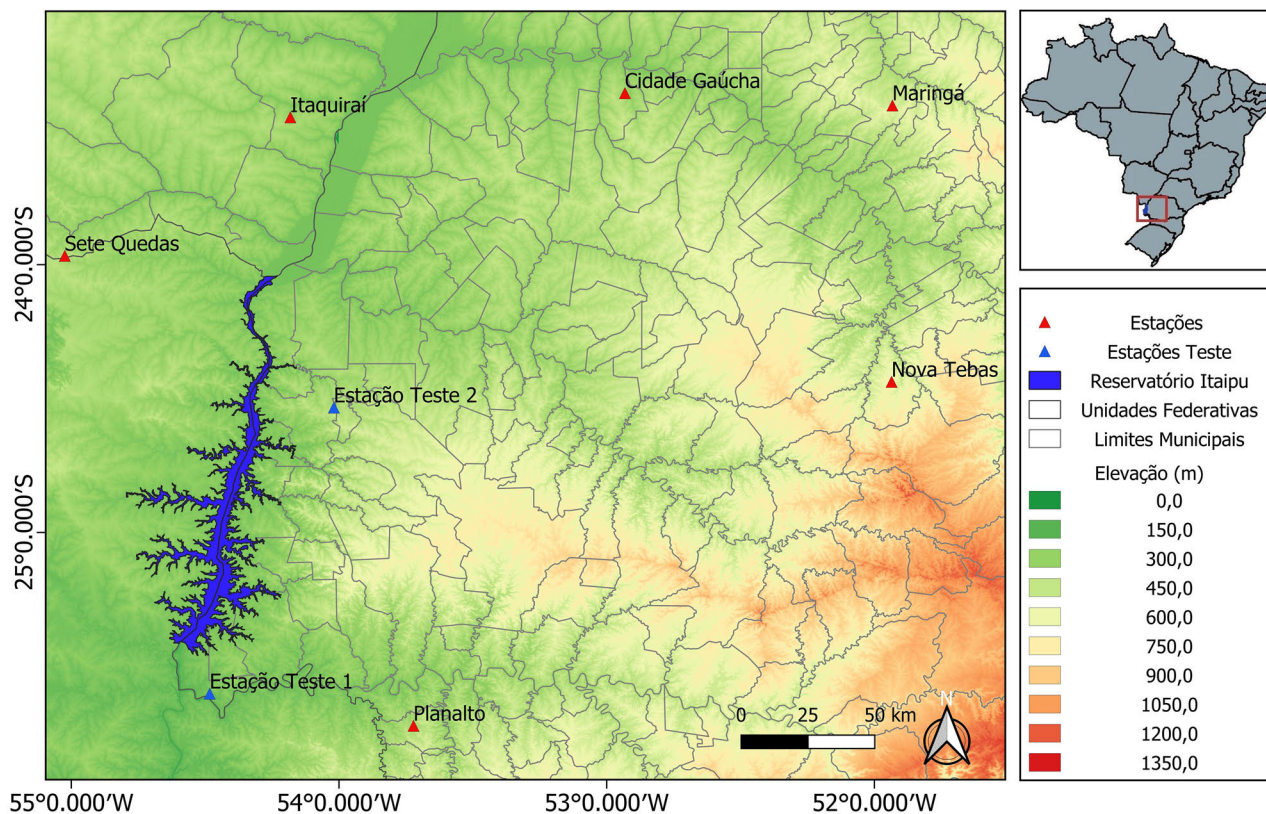 Cidade Gaúcha
Maringá
Itaquiraí
Sete Quedas
24°0.000'S
Nova Tebas
Estação Teste 2
25°0.000'S
Estação Teste 1
Planalto
0 25 50 km
N
55°0.000'W 54°0.000'W 53°0.000'W 52°0.000'W
Estações
Estações Teste
Reservatório Itaipu
Unidades Federativas
Limites Municipais
Elevação (m)
0,0
150,0
300,0
450,0
600,0
750,0
900,0
1050,0
1200,0
1350,0